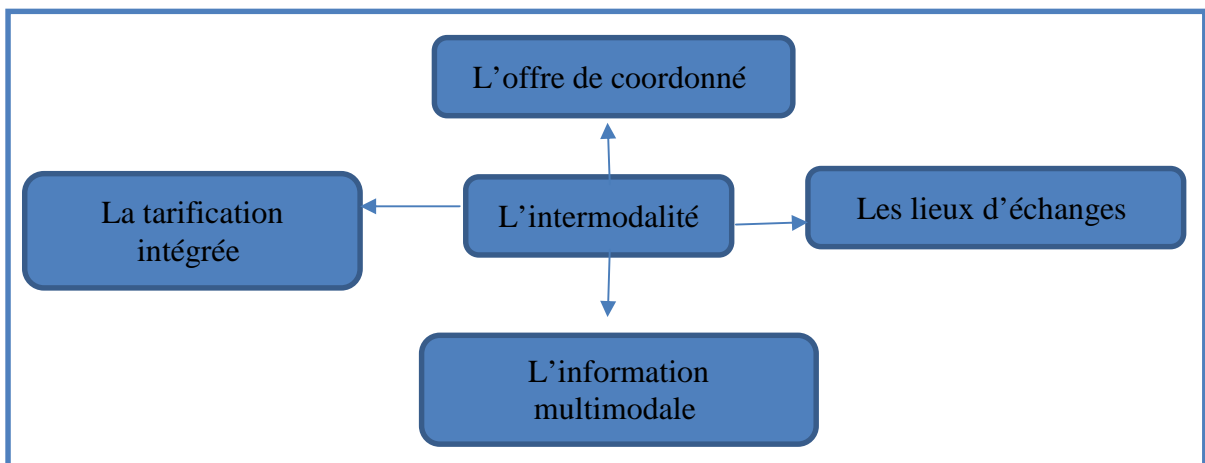 L’offre de coordonné
La tarification
intégrée
L’intermodalité
Les lieux d’échanges
L’information
multimodale